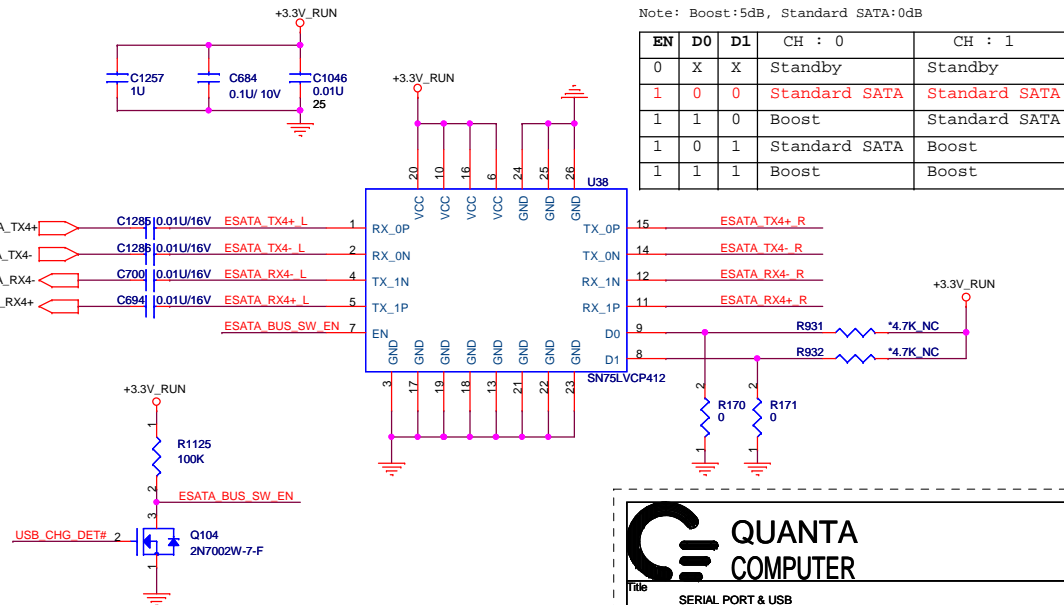 +3.3V_RUN
C1257
1U
C684
0.1U/ 10V
C1046
0.01U
25
+3.3V_RUN
Note: Boost:5dB, Standard SATA:0dB
EN D0 D1 CH : 0 CH : 1
0 X X Standby Standby
1 0 0 Standard SATA Standard SATA
1 1 0 Boost Standard SATA
1 0 1 Standard SATA Boost
1 1 1 Boost Boost
U38
20 10 16 6 24 25 26
VCC VCC VCC VCC GND GND GND
A_TX4+ C1285 0.01U/16V ESATA_TX4+_L 1 RX_0P TX_0P 15 ESATA_TX4+_R
A_TX4- C1286 0.01U/16V ESATA_TX4-_L 2 RX_0N TX_0N 14 ESATA_TX4-_R
A_RX4- C700 0.01U/16V ESATA_RX4-_L 4 TX_1N RX_1N 12 ESATA_RX4-_R
_RX4+ C694 0.01U/16V ESATA_RX4+_L 5 TX_1P RX_1P 11 ESATA_RX4+_R
+3.3V_RUN
ESATA_BUS_SW_EN 7 EN D0 9 R931 *4.7K_NC
D1 8 R932 *4.7K_NC
GND GND GND GND GND GND GND GND
3 17 19 18 13 21 22 23
SN75LVCP412
2 R170 0 1
2 R171 0 1
+3.3V_RUN
1
R1125
100K
2
ESATA_BUS_SW_EN
3
USB_CHG_DET# 2
Q104
2N7002W-7-F
1
QUANTA
COMPUTER
Title
SERIAL PORT & USB